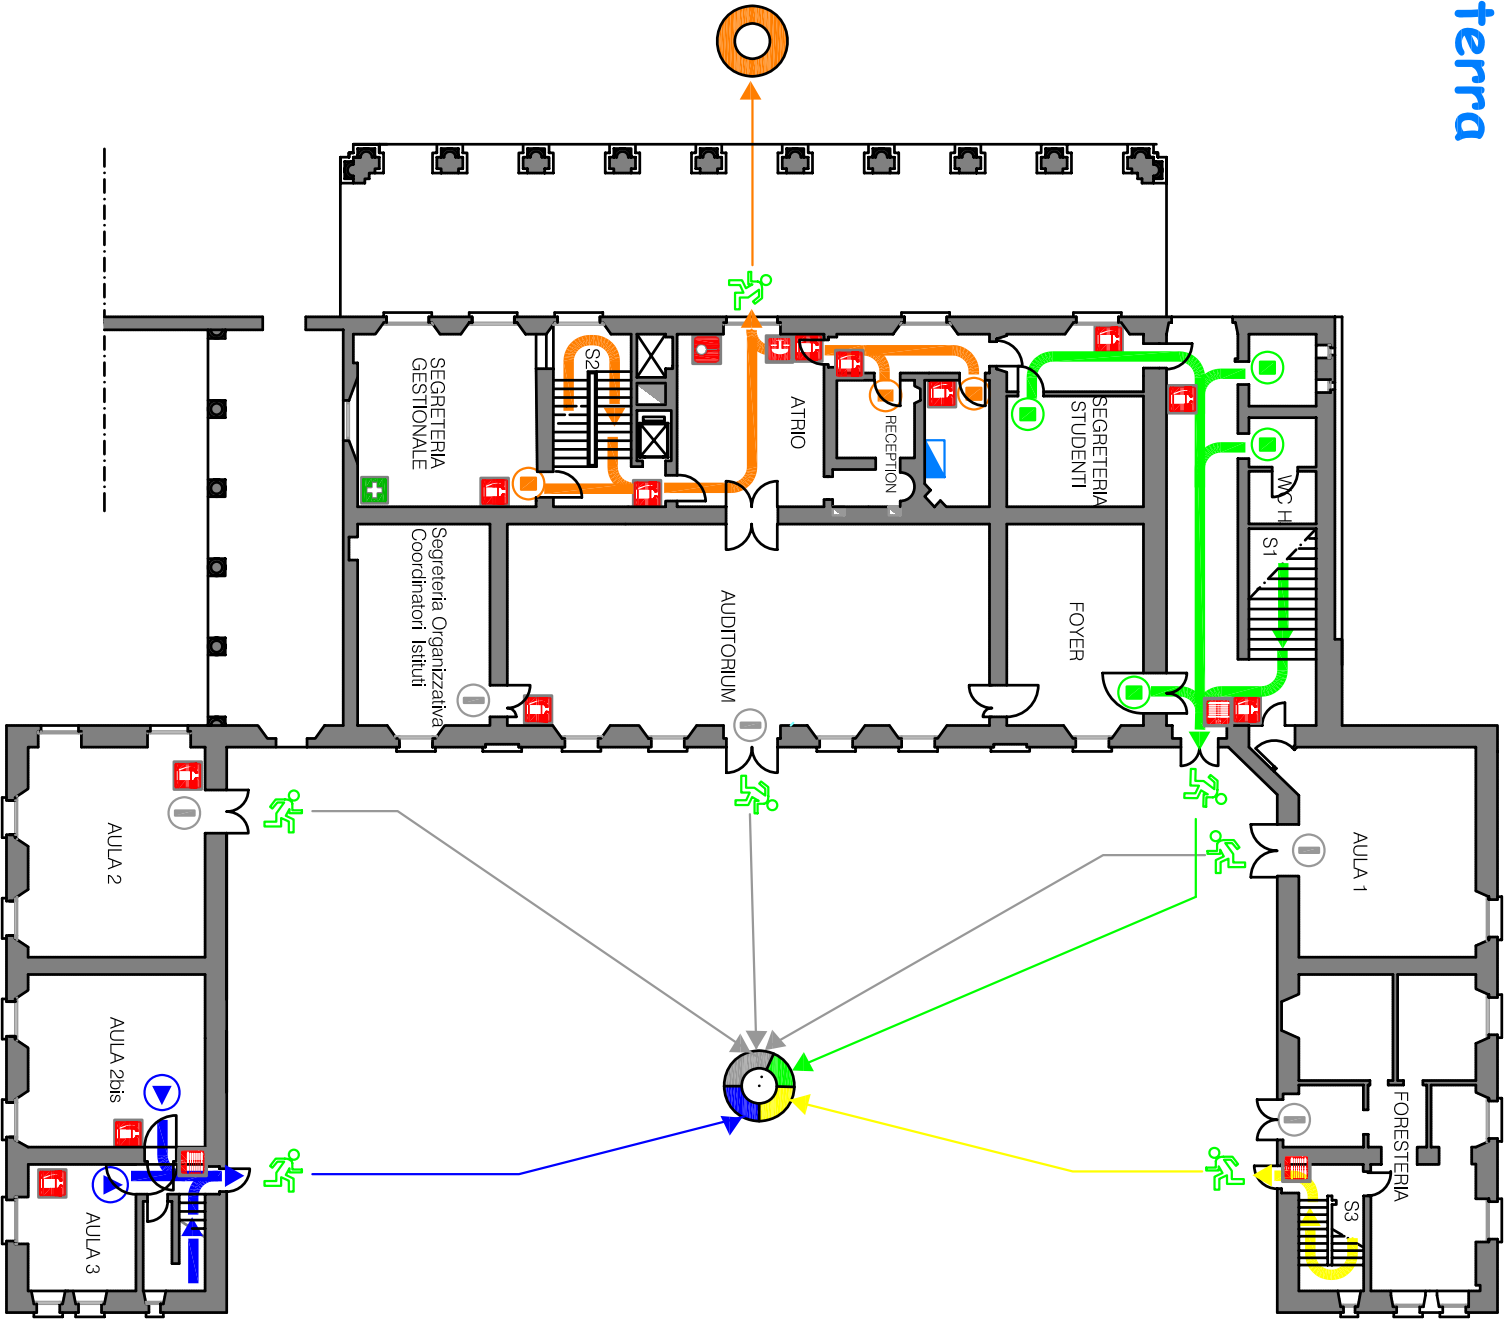 terra
SEGRETERIA
GESTIONALE
S2
ATRIO
RECEPTION
SEGRETERIA
STUDENTI
WC H
S1
Segreteria Organizzativa
Coordinatori Istituti
AUDITORIUM
FOYER
AULA 2
AULA 1
AULA 2bis
FORESTERIA
AULA 3
S3